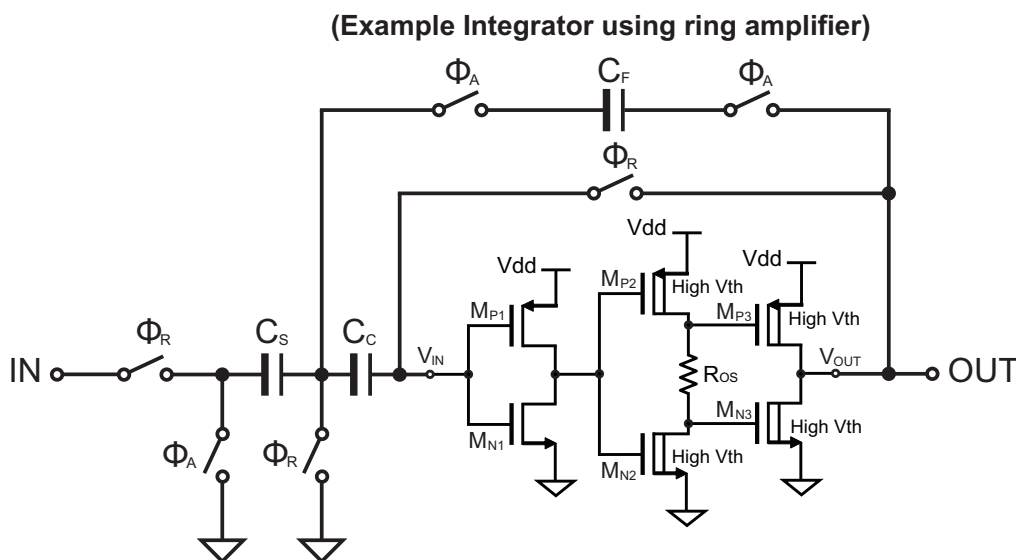 (Example Integrator using ring amplifier)
ΦA
CF
ΦA
ΦR
Vdd
Vdd
Vdd
MP2
High Vth
MP1
MP3
High Vth
ΦR
CS
CC
IN
VIN
ROS
VOUT
OUT
MN1
MN3
High Vth
ΦA
ΦR
MN2
High Vth